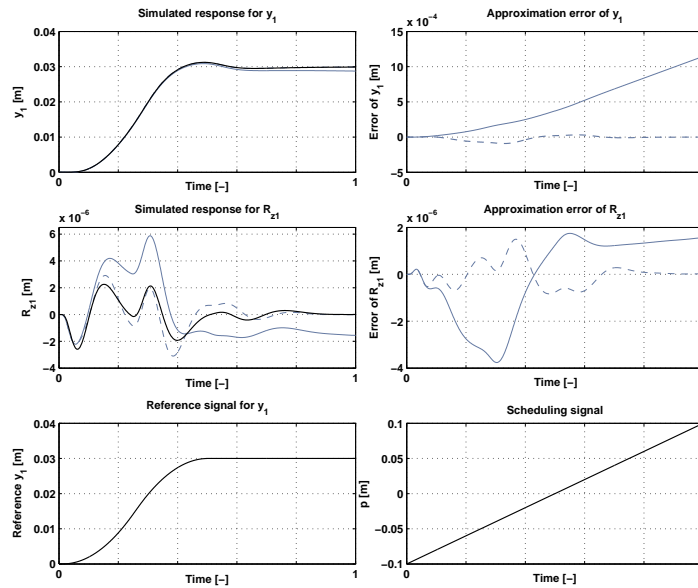 Simulated response for y1
0.04
0.03
0.02
0.01
0
y1 [m]
0
1
Time [−]
Approximation error of y1
x 10−4
15
10
5
0
−5
Error of y1 [m]
0
Time [−]
Simulated response for Rz1
x 10−6
6
4
2
0
−2
−4
Rz1 [m]
0
1
Time [−]
Approximation error of Rz1
x 10−6
2
0
−2
−4
Error of Rz1 [m]
0
Time [−]
Reference signal for y1
0.04
0.03
0.02
0.01
0
Reference y1 [m]
0
1
Time [−]
Scheduling signal
0.1
0.05
0
−0.05
−0.1
p [m]
0
Time [−]